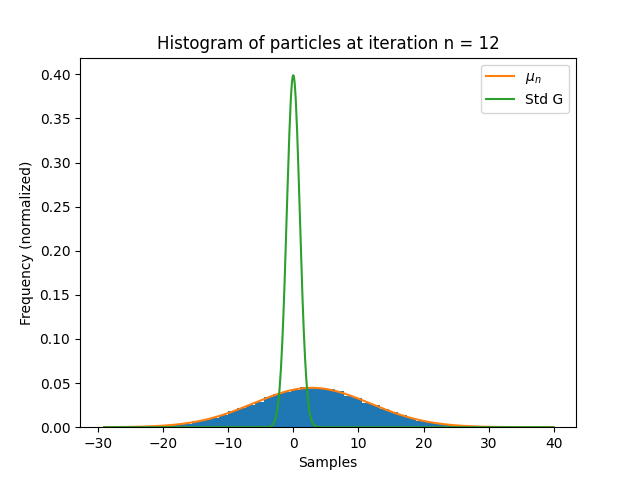 Histogram of particles at iteration n = 12
μn
Std G
Frequency (normalized)
0.40
0.35
0.30
0.25
0.20
0.15
0.10
0.05
0.00
−30 −20 −10 0 10 20 30 40
Samples